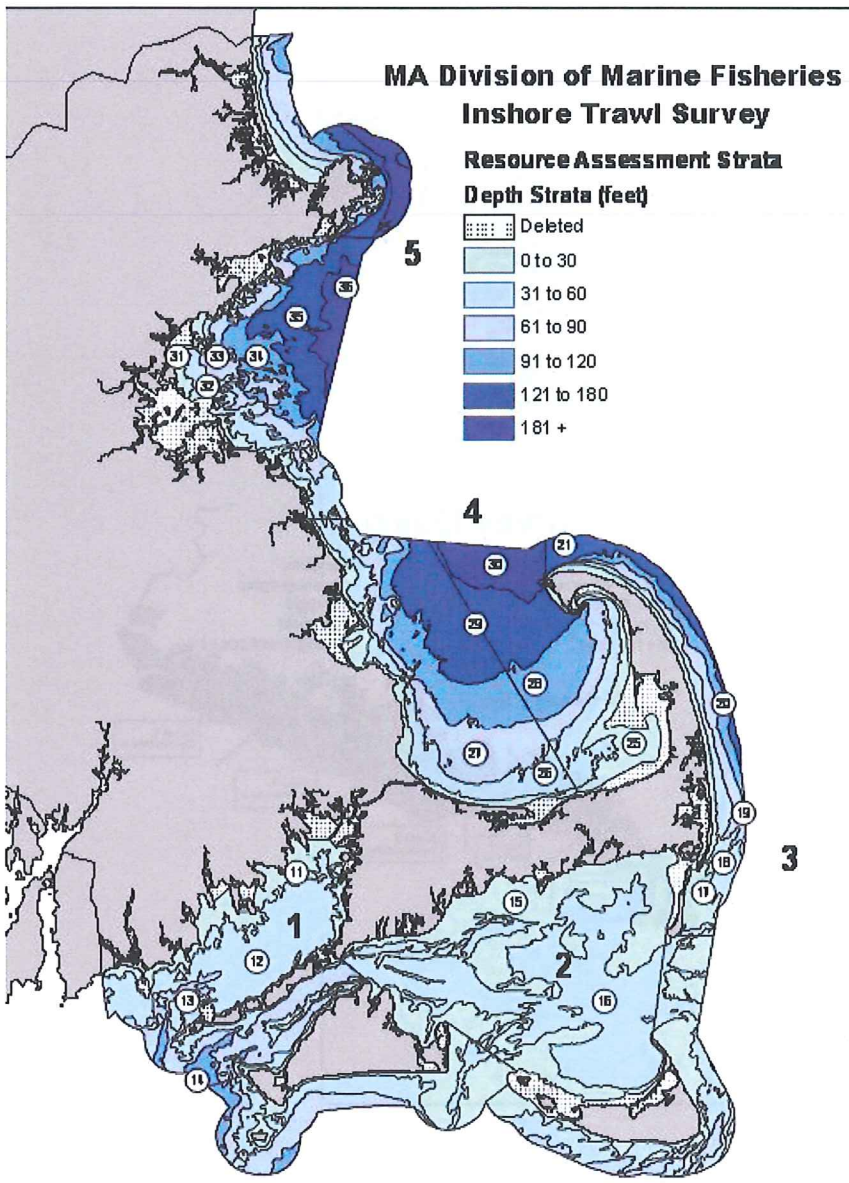 MA Division of Marine Fisheries
Inshore Trawl Survey
Resource Assessment Strata
Depth Strata (feet)
Deleted
0 to 30
31 to 60
61 to 90
91 to 120
121 to 180
181 +
5
36
35
31
33
34
32
4
21
30
29
28
20
27
25
26
19
18
3
17
11
15
1
2
12
16
13
14